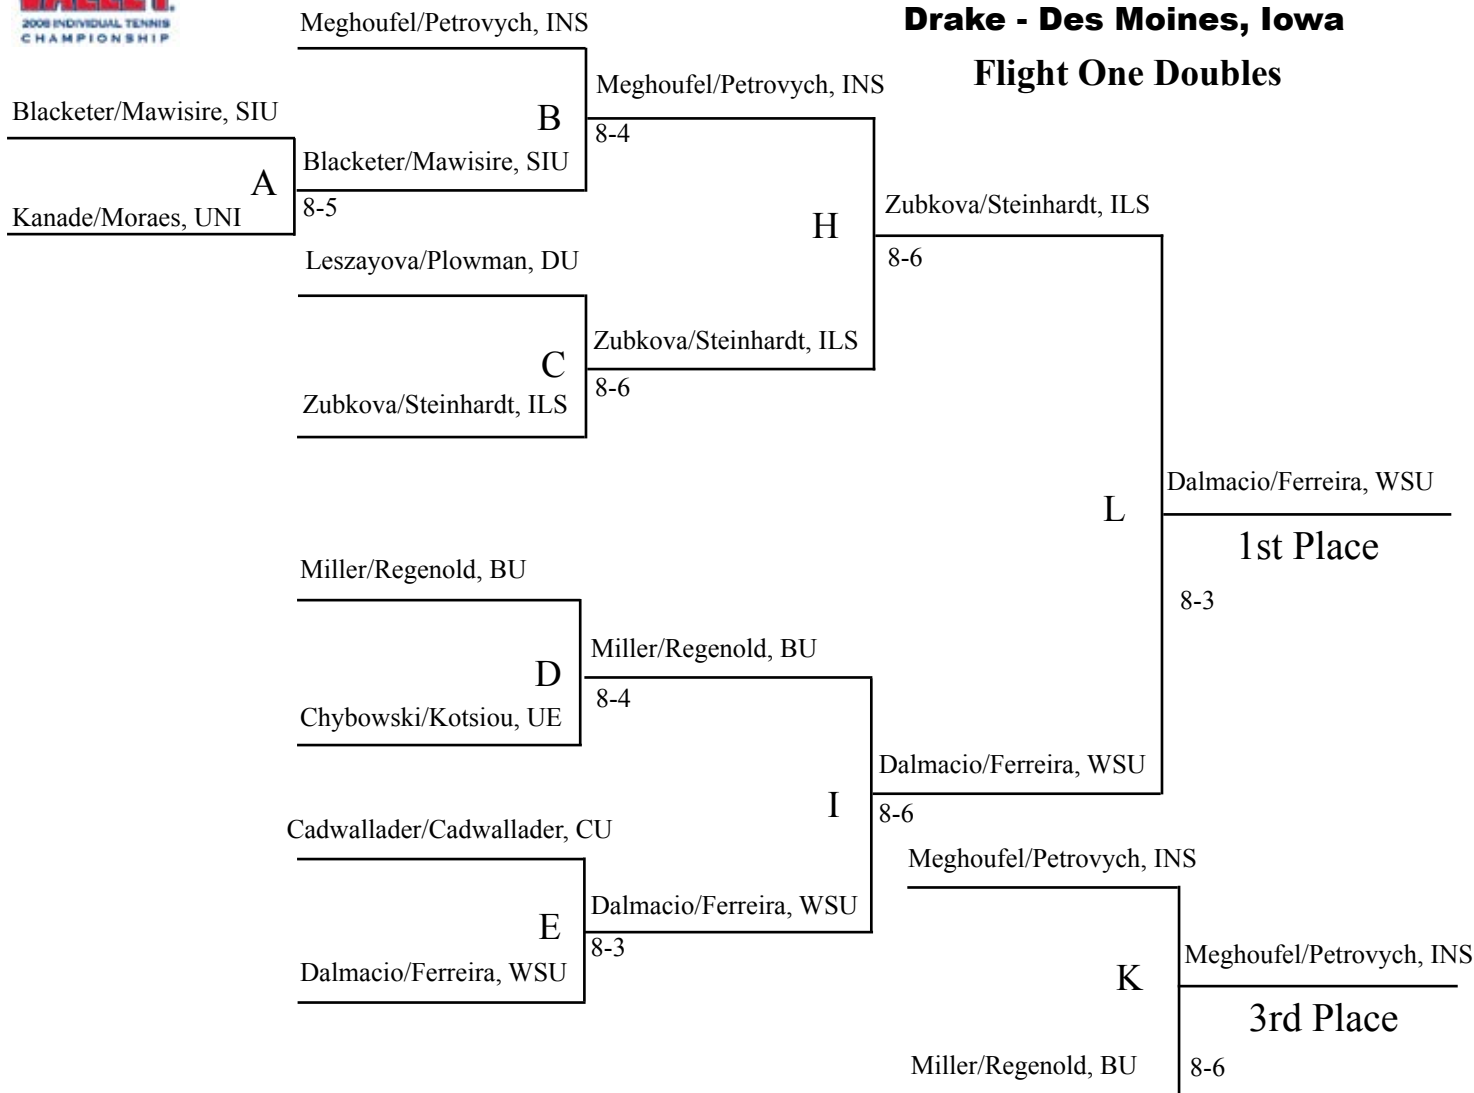 VALLEY.
2008 INDIVIDUAL TENNIS
CHAMPIONSHIP
Drake - Des Moines, Iowa
Flight One Doubles
Meghoufel/Petrovych, INS
Meghoufel/Petrovych, INS
Blacketer/Mawisire, SIU
B
8-4
Blacketer/Mawisire, SIU
A
8-5
Kanade/Moraes, UNI
Zubkova/Steinhardt, ILS
H
8-6
Leszayova/Plowman, DU
Zubkova/Steinhardt, ILS
C
8-6
Zubkova/Steinhardt, ILS
Dalmacio/Ferreira, WSU
L
1st Place
8-3
Miller/Regenold, BU
Miller/Regenold, BU
D
8-4
Chybowski/Kotsiou, UE
Dalmacio/Ferreira, WSU
I
8-6
Cadwallader/Cadwallader, CU
Dalmacio/Ferreira, WSU
E
8-3
Dalmacio/Ferreira, WSU
Meghoufel/Petrovych, INS
Meghoufel/Petrovych, INS
K
3rd Place
Miller/Regenold, BU
8-6